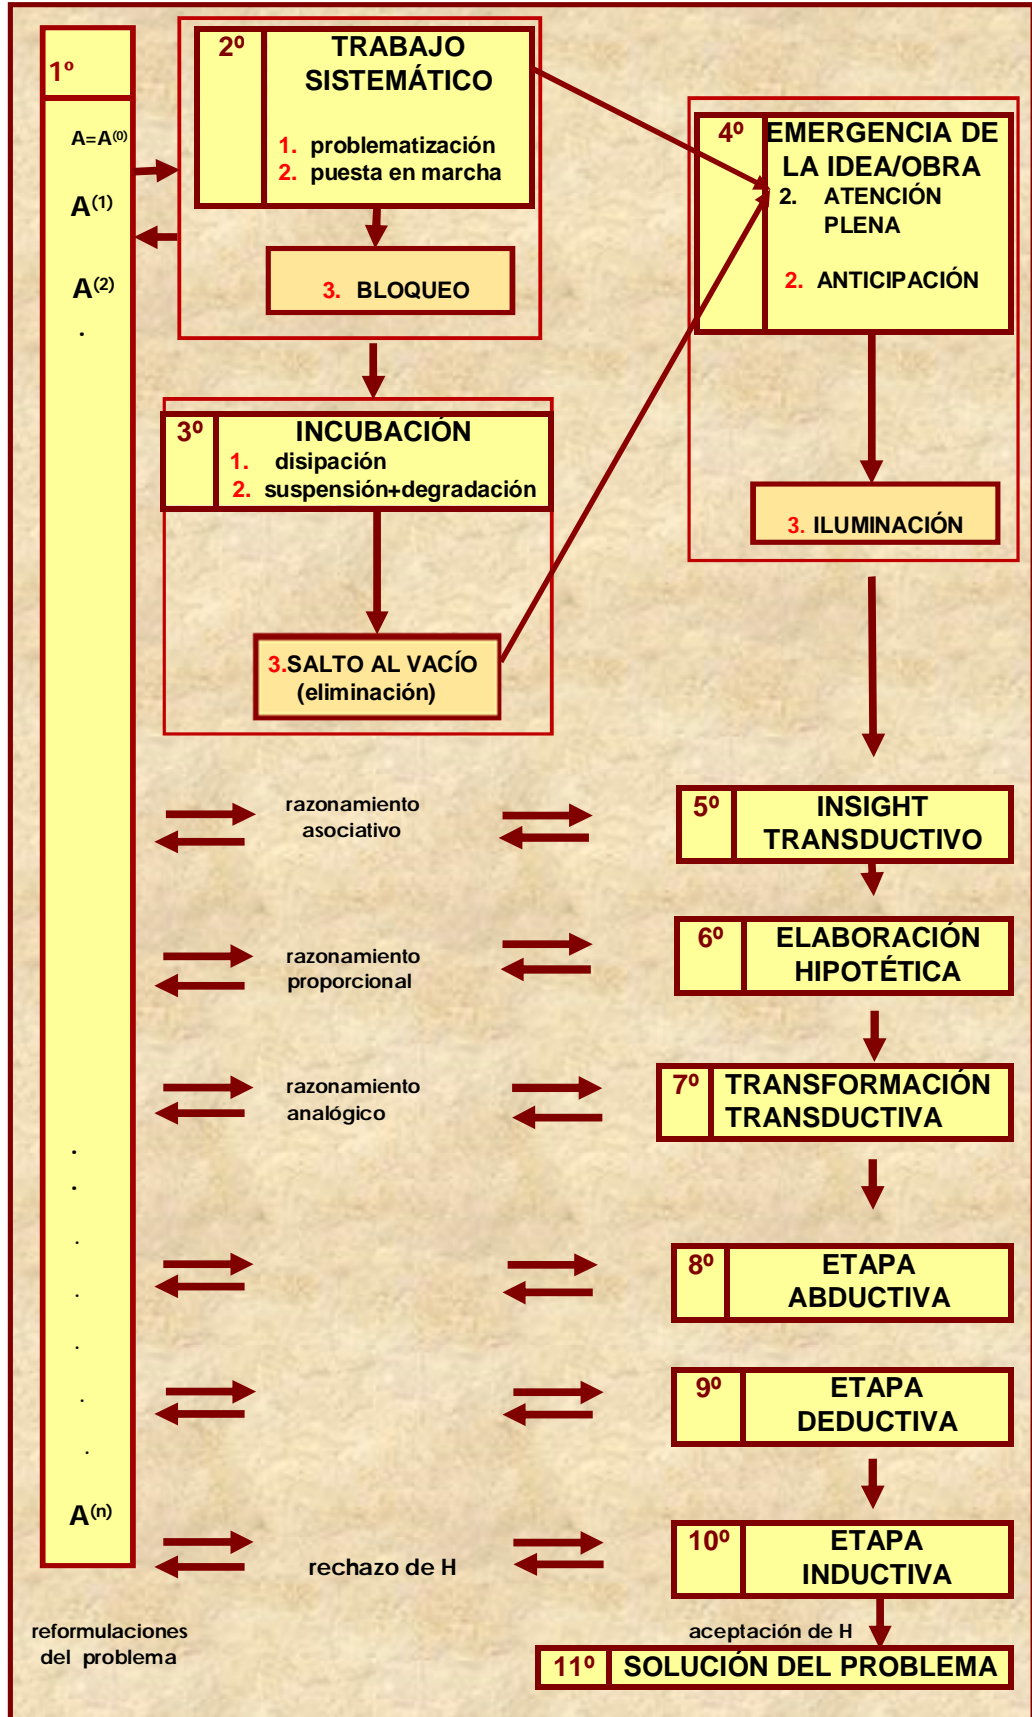 1º
A=A(0)
A(1)
A(2)
.
.
.
.
.
.
.
.
A(n)
reformulaciones
del problema
2º
TRABAJO
SISTEMÁTICO
1. problematización
2. puesta en marcha
3. BLOQUEO
3º
INCUBACIÓN
1. disipación
2. suspensión+degradación
3.SALTO AL VACÍO
(eliminación)
4º
EMERGENCIA DE
LA IDEA/OBRA
2. ATENCIÓN
PLENA
2. ANTICIPACIÓN
3. ILUMINACIÓN
razonamiento
asociativo
5º
INSIGHT
TRANSDUCTIVO
razonamiento
proporcional
6º
ELABORACIÓN
HIPOTÉTICA
razonamiento
analógico
7º
TRANSFORMACIÓN
TRANSDUCTIVA
8º
ETAPA
ABDUCTIVA
9º
ETAPA
DEDUCTIVA
rechazo de H
10º
ETAPA
INDUCTIVA
aceptación de H
11º
SOLUCIÓN DEL PROBLEMA